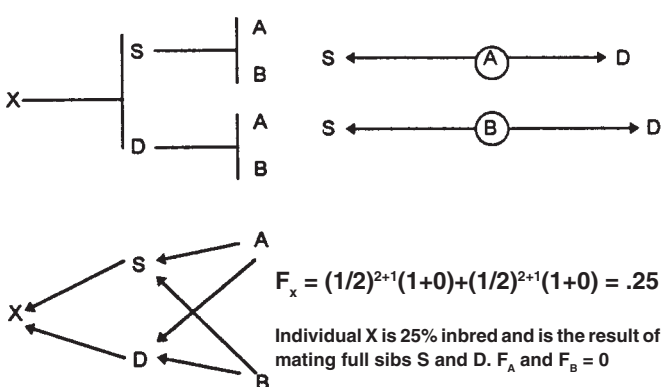 A
S
B
X
A
D
B
S A D
S B D
A
S
X
D
B
Fₓ = (1/2)²⁺¹(1+0)+(1/2)²⁺¹(1+0) = .25
Individual X is 25% inbred and is the result of
mating full sibs S and D. F_A and F_B = 0